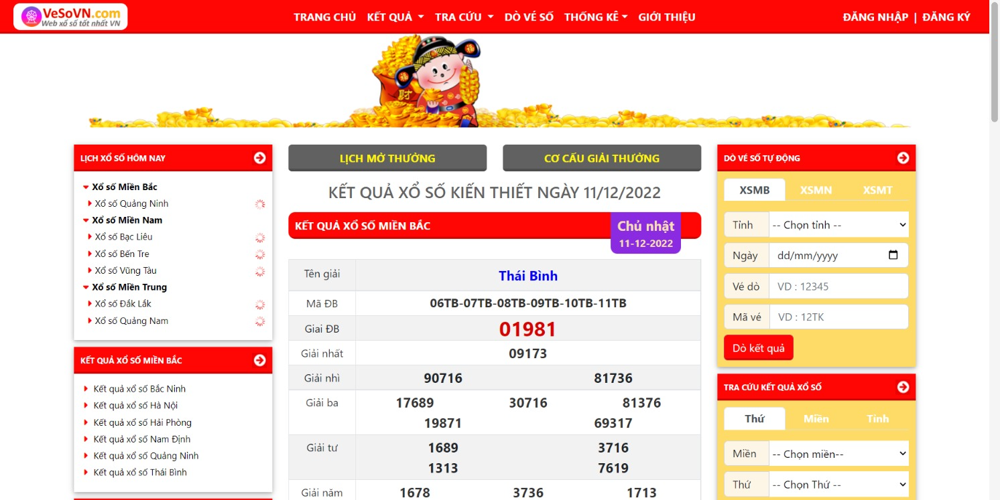 VeSoVN.com
Web xổ số tốt nhất VN
TRANG CHỦ KẾT QUẢ TRA CỨU DÒ VÉ SỐ THỐNG KÊ GIỚI THIỆU
ĐĂNG NHẬP | ĐĂNG KÝ
財
LỊCH XỔ SỐ HÔM NAY
Xổ số Miền Bắc
Xổ số Quảng Ninh
Xổ số Miền Nam
Xổ số Bạc Liêu
Xổ số Bến Tre
Xổ số Vũng Tàu
Xổ số Miền Trung
Xổ số Đắk Lắk
Xổ số Quảng Nam
KẾT QUẢ XỔ SỐ MIỀN BẮC
Kết quả xổ số Bắc Ninh
Kết quả xổ số Hà Nội
Kết quả xổ số Hải Phòng
Kết quả xổ số Nam Định
Kết quả xổ số Quảng Ninh
Kết quả xổ số Thái Bình
LỊCH MỞ THƯỞNG
CƠ CẤU GIẢI THƯỞNG
KẾT QUẢ XỔ SỐ KIẾN THIẾT NGÀY 11/12/2022
KẾT QUẢ XỔ SỐ MIỀN BẮC
Chủ nhật
11-12-2022
Tên giải Thái Bình
Mã ĐB 06TB-07TB-08TB-09TB-10TB-11TB
Giai ĐB 01981
Giải nhất 09173
Giải nhì 90716 81736
Giải ba 17689 30716 81376
19871 69317
Giải tư 1689 3716
1313 7619
Giải năm 1678 3736 1713
DÒ VÉ SỐ TỰ ĐỘNG
XSMB XSMN XSMT
Tỉnh -- Chọn tỉnh --
Ngày dd/mm/yyyy
Vé dò VD : 12345
Mã vé VD : 12TK
Dò kết quả
TRA CỨU KẾT QUẢ XỔ SỐ
Thứ Miền Tỉnh
Miền -- Chọn miền--
Thứ -- Chọn Thứ --